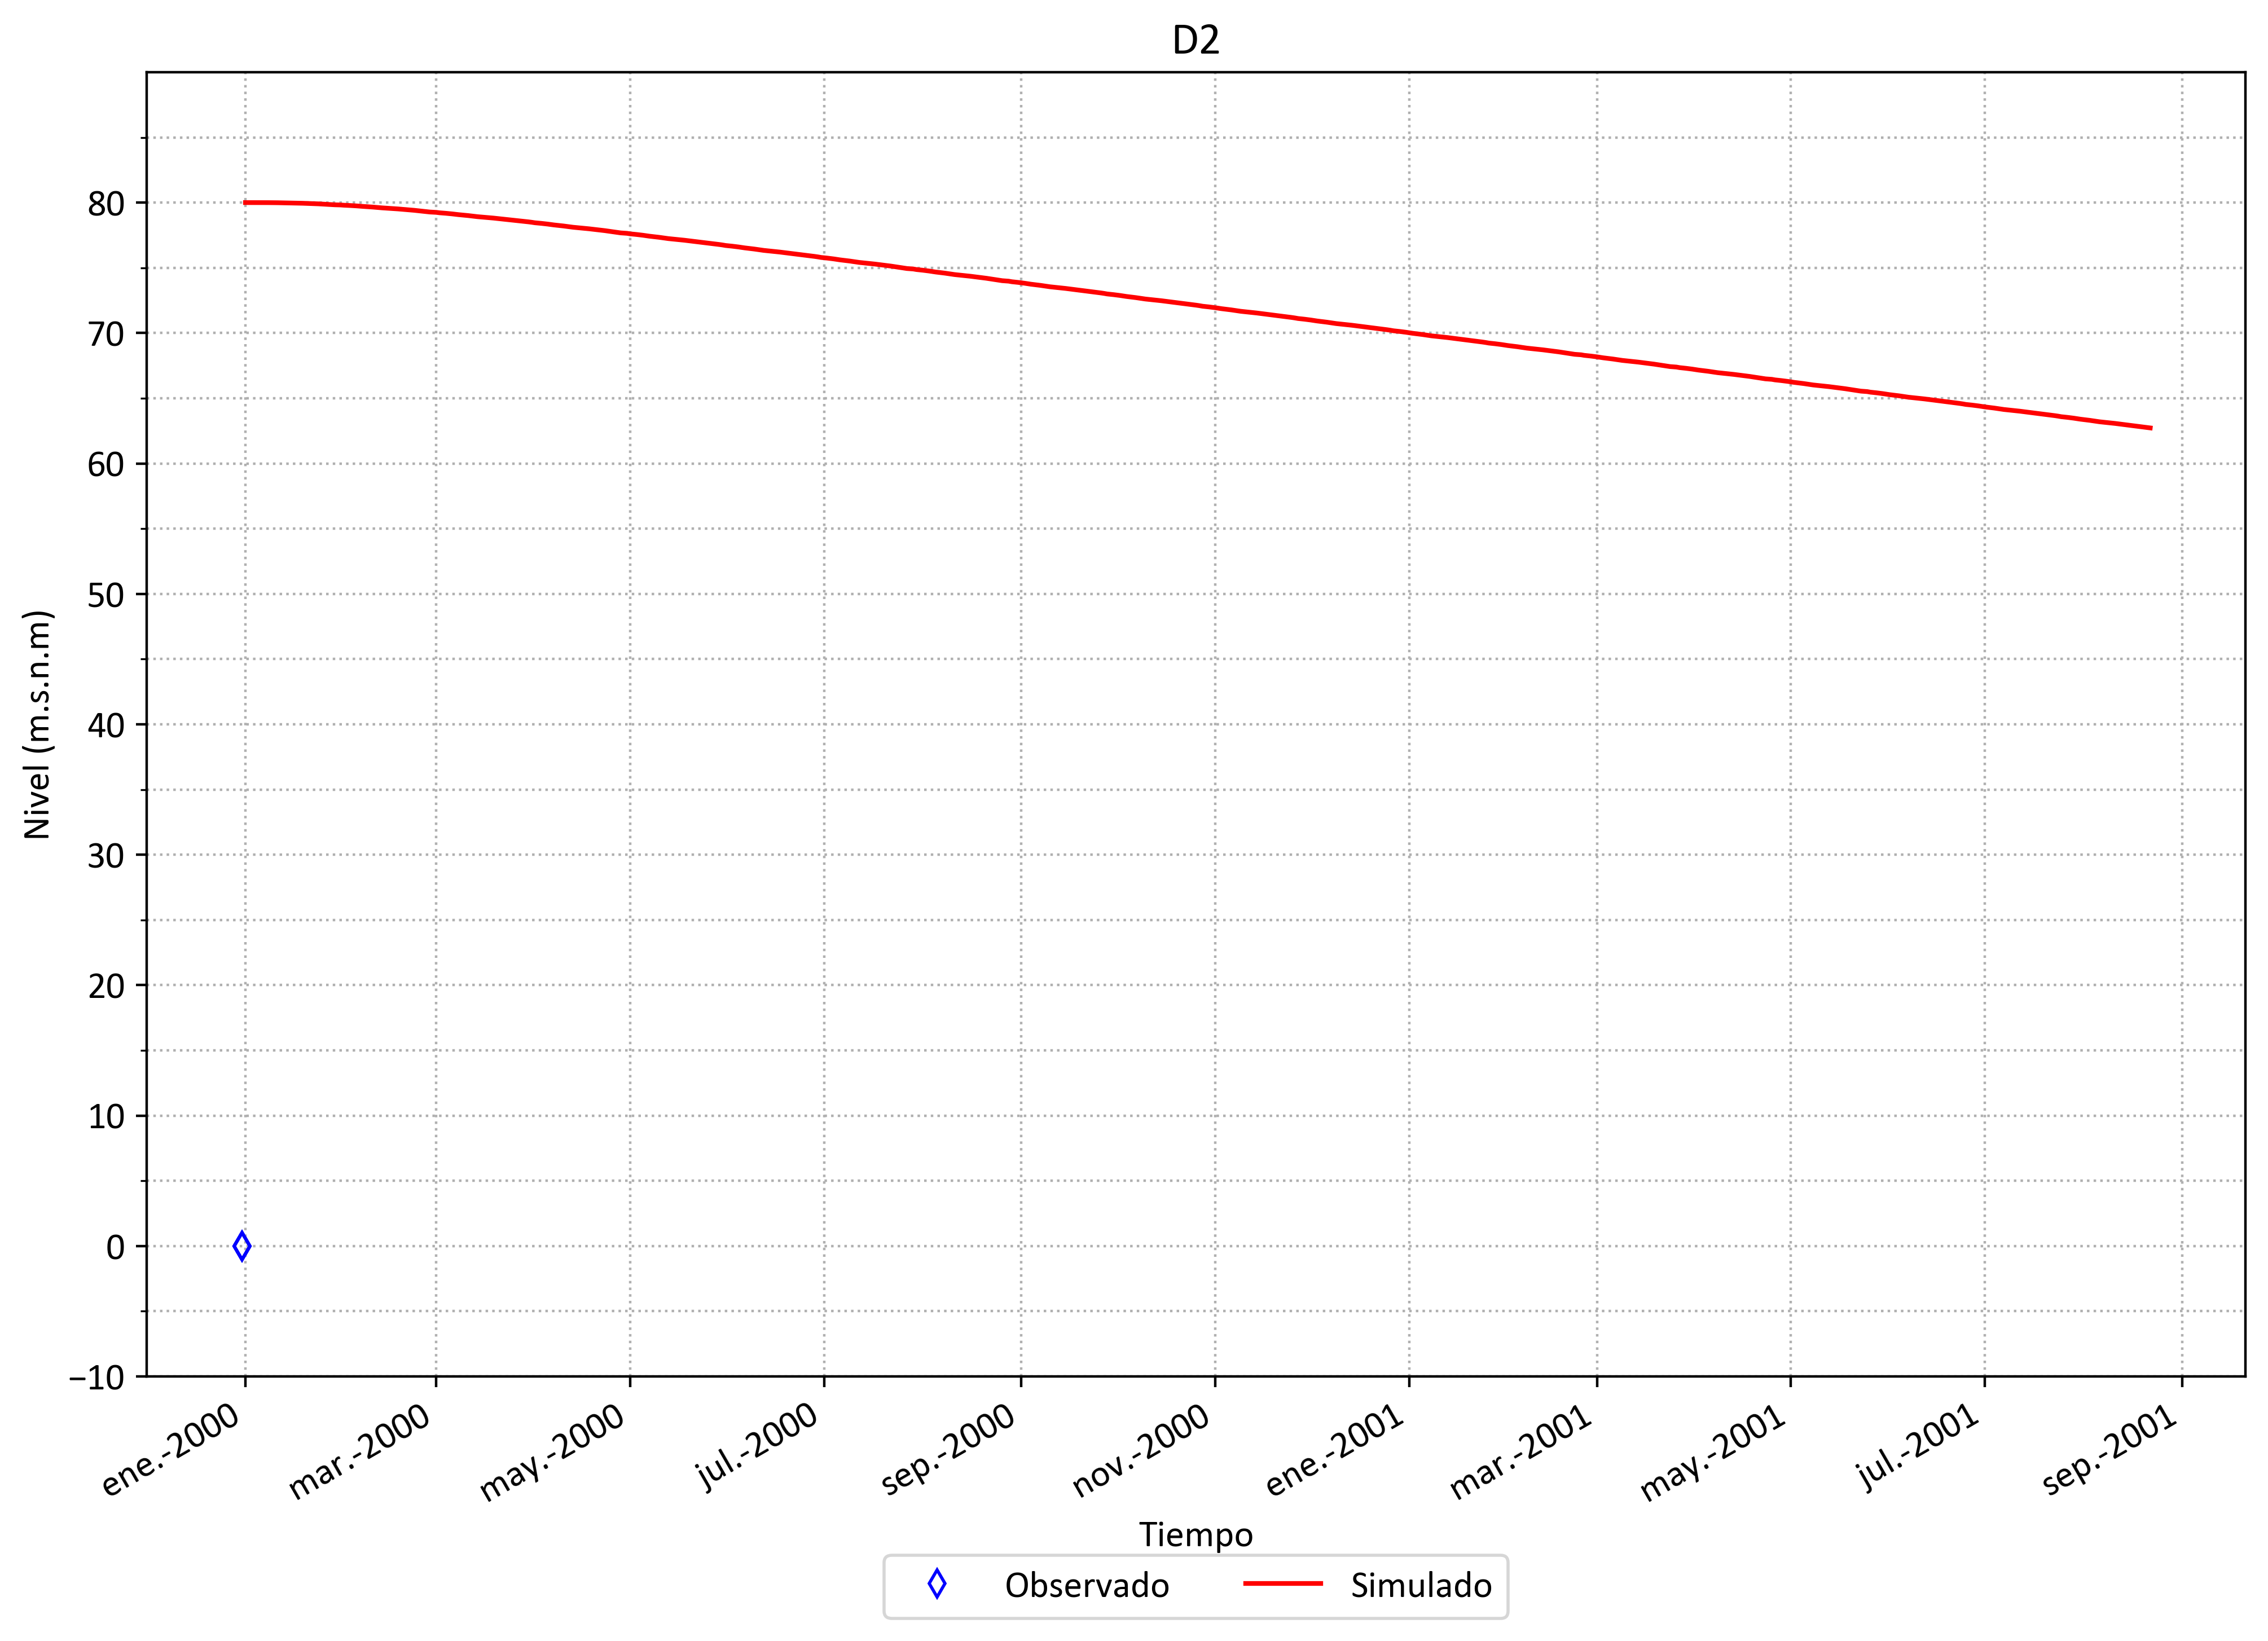 D2
Nivel (m.s.n.m)
80
70
60
50
40
30
20
10
0
−10
ene.-2000
mar.-2000
may.-2000
jul.-2000
sep.-2000
nov.-2000
ene.-2001
mar.-2001
may.-2001
jul.-2001
sep.-2001
Tiempo
Observado
Simulado